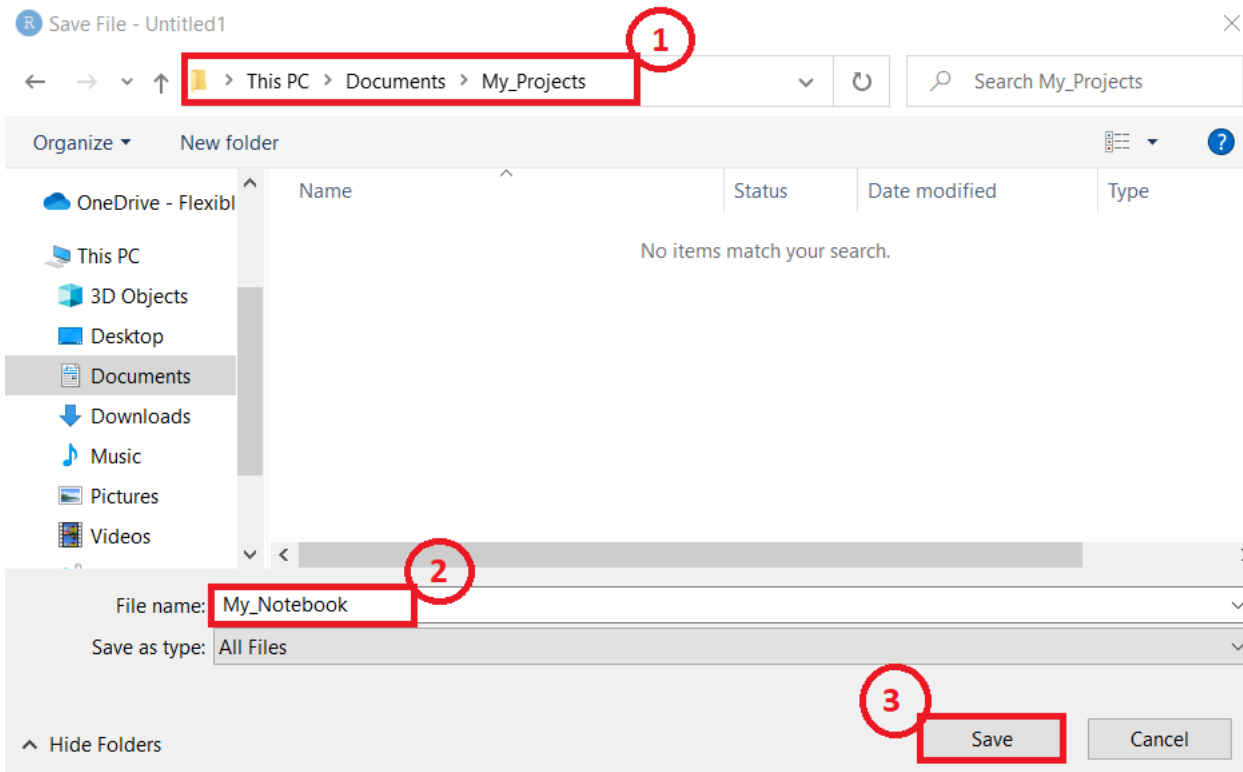 R Save File - Untitled1
1
This PC > Documents > My_Projects
Search My_Projects
Organize New folder
?
Name Status Date modified Type
OneDrive - Flexibl
No items match your search.
This PC
3D Objects
Desktop
Documents
Downloads
Music
Pictures
Videos
2
File name: My_Notebook
Save as type: All Files
3
Hide Folders
Save Cancel